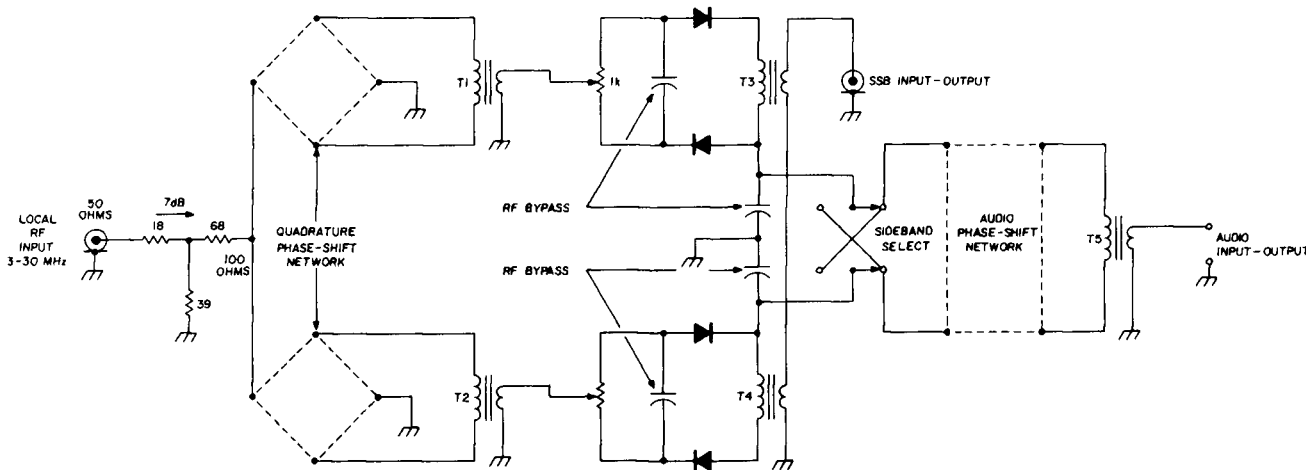 LOCAL
RF
INPUT
3-30 MHz
50
OHMS
18
7dB
68
39
100
OHMS
QUADRATURE
PHASE-SHIFT
NETWORK
T1
T2
1k
RF BYPASS
RF BYPASS
T3
T4
SSB INPUT-OUTPUT
SIDEBAND
SELECT
AUDIO
PHASE-SHIFT
NETWORK
T5
AUDIO
INPUT-OUTPUT